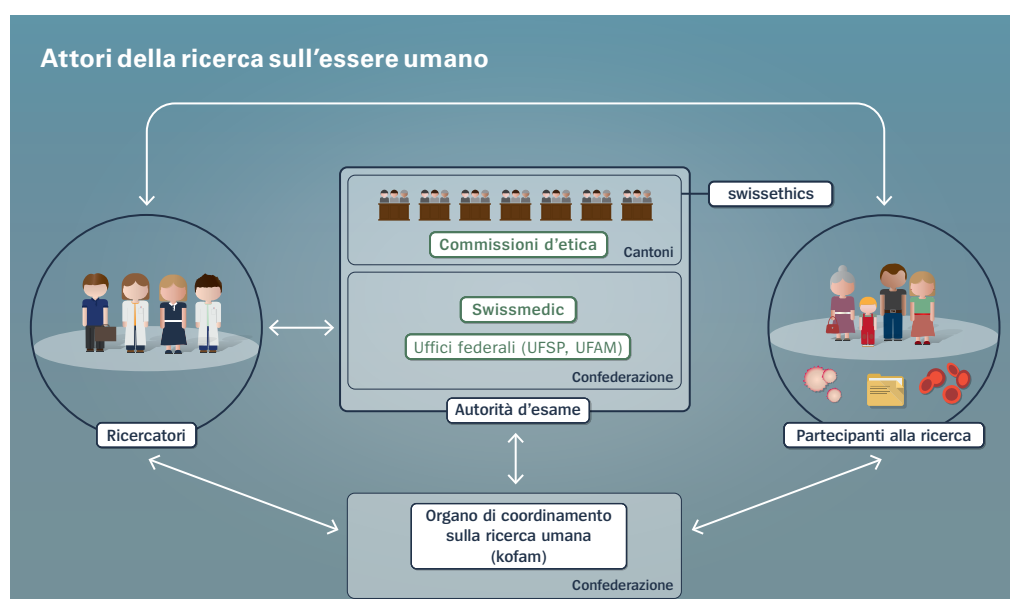 Attori della ricerca sull'essere umano
swissethics
Commissioni d'etica
Cantoni
Swissmedic
Uffici federali (UFSP, UFAM)
Confederazione
Autorità d'esame
Ricercatori
Partecipanti alla ricerca
Organo di coordinamento
sulla ricerca umana
(kofam)
Confederazione